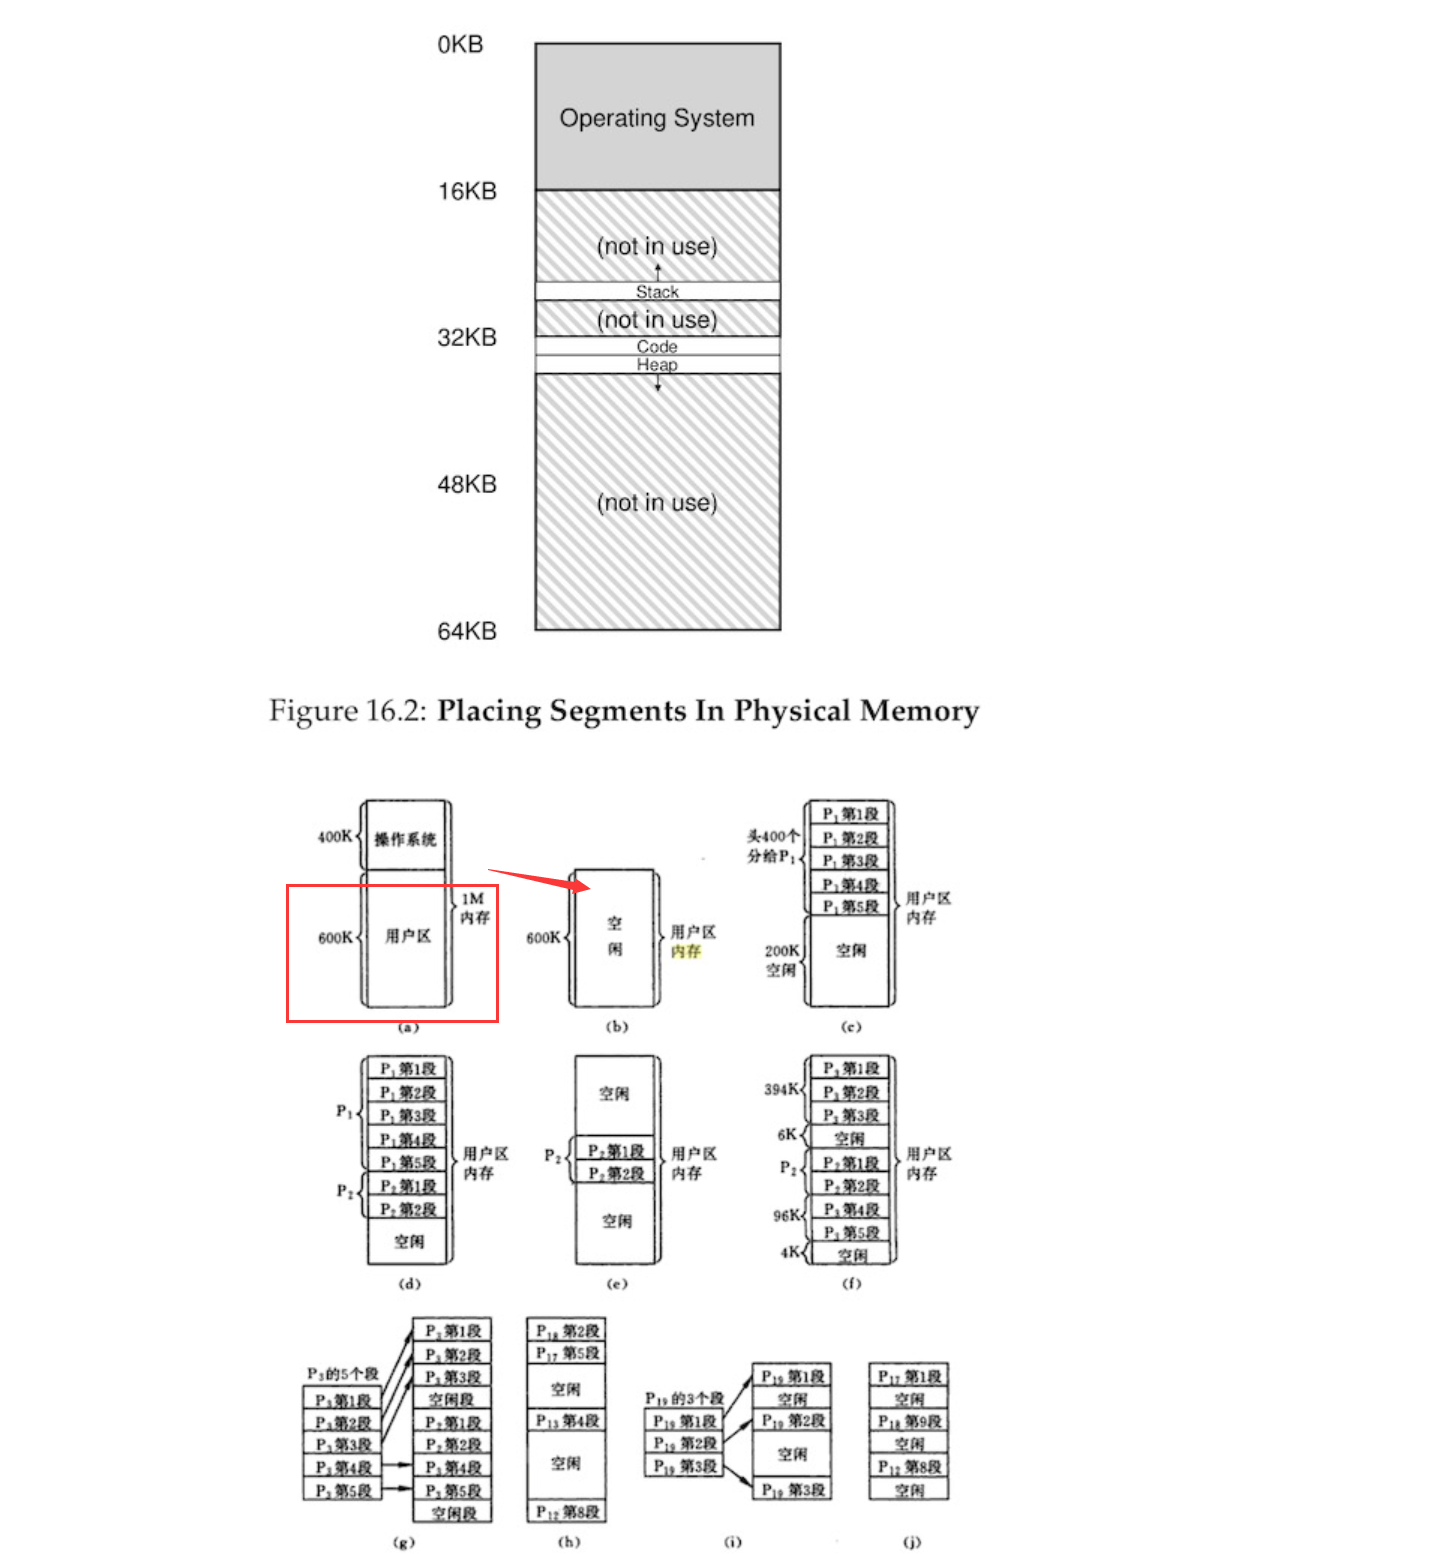 0KB
Operating System
16KB
(not in use)
Stack
(not in use)
32KB
Code
Heap
48KB
(not in use)
64KB
Figure 16.2: Placing Segments In Physical Memory
400K
操作系统
1M
内存
600K
用户区
(a)
600K
空
闲
用户区
内存
(b)
头400个
分给P₁
P₁第1段
P₁第2段
P₁第3段
P₁第4段
P₁第5段
200K
空闲
空闲
用户区
内存
(c)
P₁
P₁第1段
P₁第2段
P₁第3段
P₁第4段
P₁第5段
P₂
P₂第1段
P₂第2段
空闲
用户区
内存
(d)
空闲
P₂
P₂第1段
P₂第2段
空闲
用户区
内存
(e)
394K
P₃第1段
P₃第2段
P₃第3段
6K
空闲
P₂
P₂第1段
P₂第2段
96K
P₃第4段
P₃第5段
4K
空闲
用户区
内存
(f)
P₃的5个段
P₃第1段
P₃第2段
P₃第3段
P₃第4段
P₃第5段
P₃第1段
P₃第2段
P₃第3段
空闲段
P₂第1段
P₂第2段
P₃第4段
P₃第5段
空闲段
(g)
P₁₈第2段
P₁₇第5段
空闲
P₁₃第4段
空闲
P₁₂第8段
(h)
P₁₉的3个段
P₁₉第1段
P₁₉第2段
P₁₉第3段
P₁₉第1段
空闲
P₁₉第2段
空闲
P₁₉第3段
(i)
P₁₇第1段
空闲
P₁₈第9段
空闲
P₁₂第8段
空闲
(j)